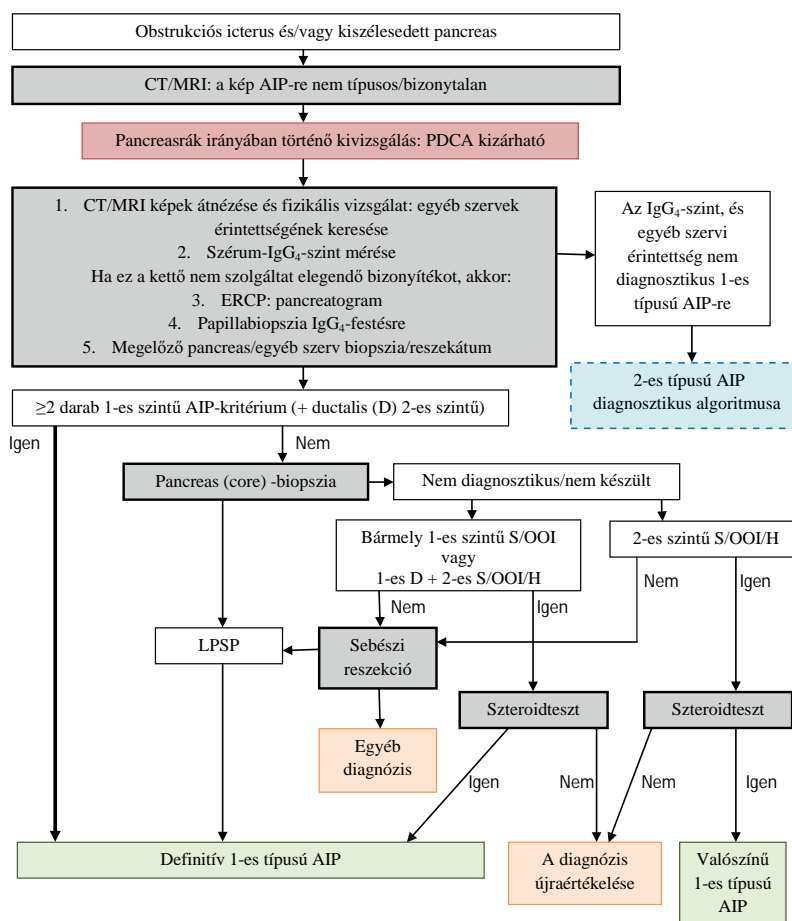 Obstrukciós icterus és/vagy kiszélesedett pancreas
CT/MRI: a kép AIP-re nem típusos/bizonytalan
Pancreasrák irányában történő kivizsgálás: PDCA kizárható
1. CT/MRI képek átnézése és fizikális vizsgálat: egyéb szervek
érintettségének keresése
2. Szérum-IgG4-szint mérése
Ha ez a kettő nem szolgáltat elegendő bizonyítékot, akkor:
3. ERCP: pancreatogram
4. Papillabiopszia IgG4-festésre
5. Megelőző pancreas/egyéb szerv biopszia/reszekátum
Az IgG4-szint, és
egyéb szervi
érintettség nem
diagnosztikus 1-es
típusú AIP-re
2-es típusú AIP
diagnosztikus algoritmusa
≥2 darab 1-es szintű AIP-kritérium (+ ductalis (D) 2-es szintű)
Igen
Nem
Pancreas (core) -biopszia
Nem diagnosztikus/nem készült
Bármely 1-es szintű S/OOI
vagy
1-es D + 2-es S/OOI/H
2-es szintű S/OOI/H
Nem
Igen
Nem
Igen
LPSP
Sebészi
reszekció
Szteroidteszt
Szteroidteszt
Egyéb
diagnózis
Igen
Nem
Nem
Igen
Definitív 1-es típusú AIP
A diagnózis
újraértékelése
Valószínű
1-es típusú
AIP